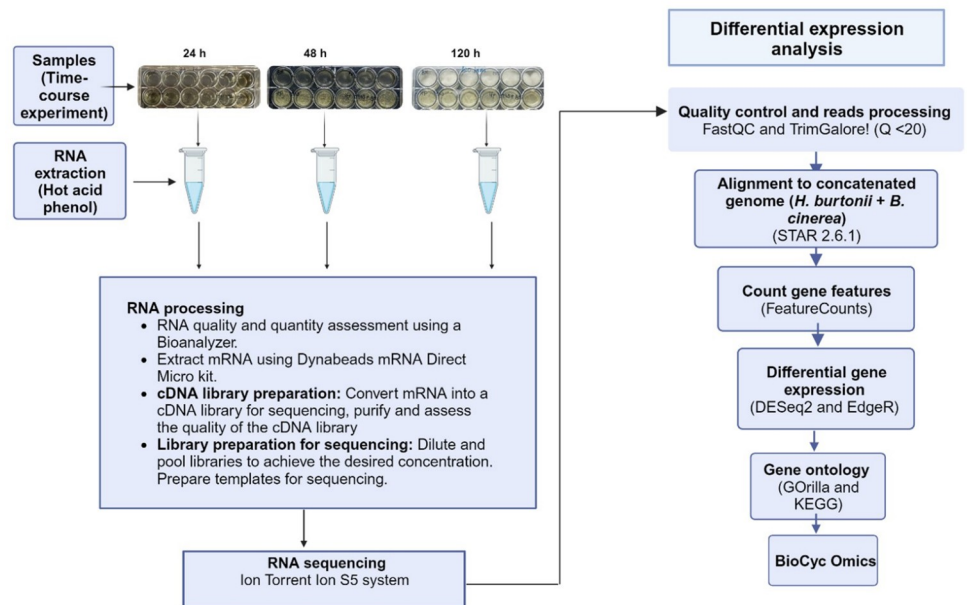 Samples
(Time-
course
experiment)
24 h
48 h
120 h
RNA
extraction
(Hot acid
phenol)
RNA processing
• RNA quality and quantity assessment using a
Bioanalyzer.
• Extract mRNA using Dynabeads mRNA Direct
Micro kit.
• cDNA library preparation: Convert mRNA into a
cDNA library for sequencing, purify and assess
the quality of the cDNA library
• Library preparation for sequencing: Dilute and
pool libraries to achieve the desired concentration.
Prepare templates for sequencing.
RNA sequencing
Ion Torrent Ion S5 system
Differential expression
analysis
Quality control and reads processing
FastQC and TrimGalore! (Q <20)
Alignment to concatenated
genome (H. burtonii + B.
cinerea)
(STAR 2.6.1)
Count gene features
(FeatureCounts)
Differential gene
expression
(DESeq2 and EdgeR)
Gene ontology
(GOrilla and
KEGG)
BioCyc Omics